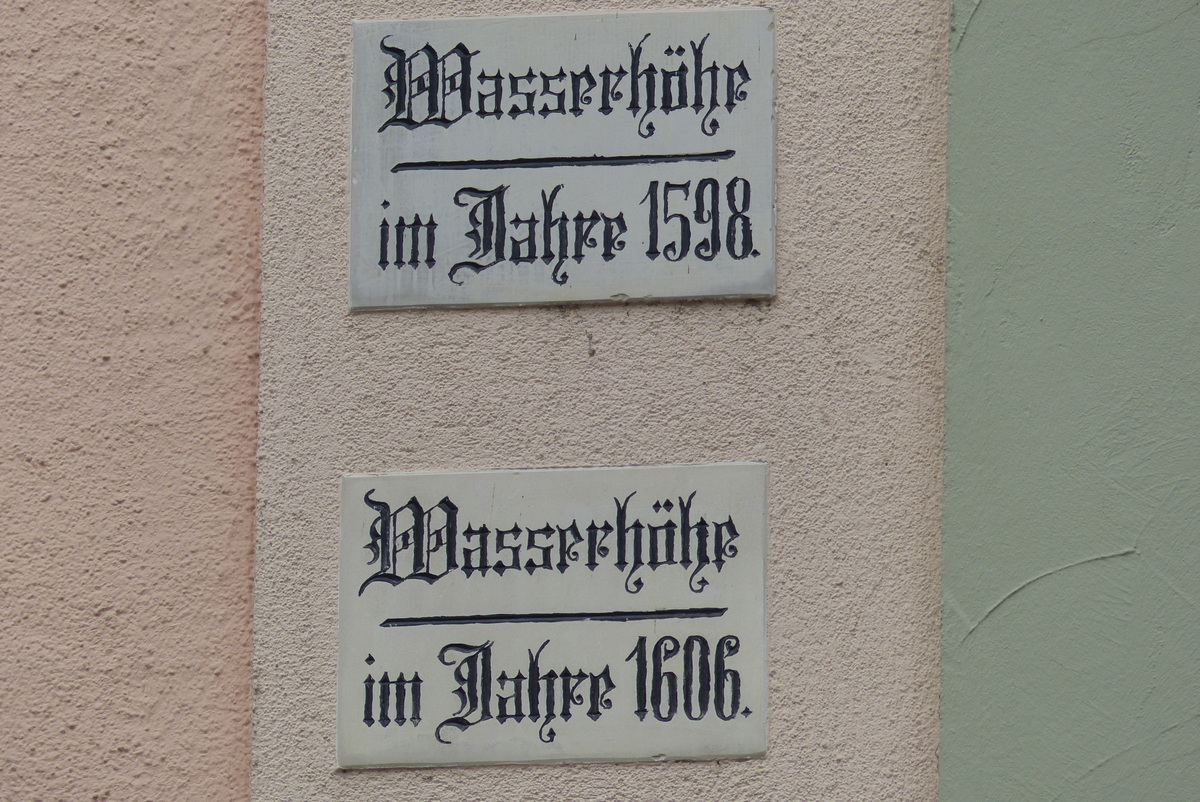 Wasserhöhe
im Jahre 1598.
Wasserhöhe
im Jahre 1606.